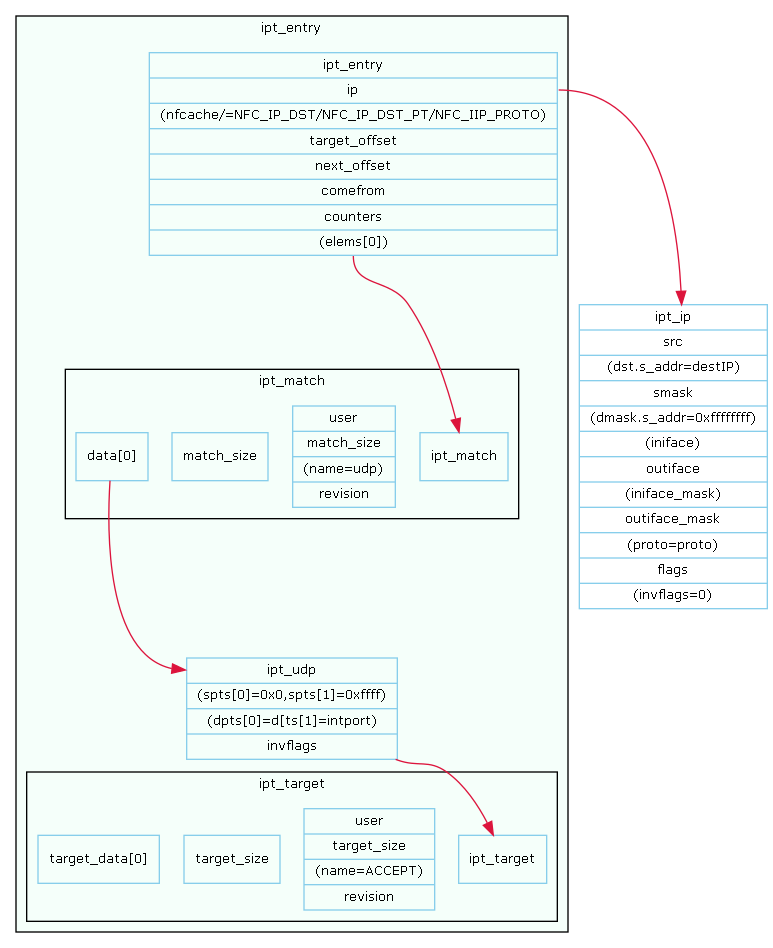 ipt_entry
ipt_entry
ip
(nfcache/=NFC_IP_DST/NFC_IP_DST_PT/NFC_IIP_PROTO)
target_offset
next_offset
comefrom
counters
(elems[0])
ipt_ip
src
(dst.s_addr=destIP)
smask
(dmask.s_addr=0xffffffff)
(iniface)
outiface
(iniface_mask)
outiface_mask
(proto=proto)
flags
(invflags=0)
ipt_match
data[0]
match_size
user
match_size
(name=udp)
revision
ipt_match
ipt_udp
(spts[0]=0x0,spts[1]=0xffff)
(dpts[0]=d[ts[1]=intport)
invflags
ipt_target
target_data[0]
target_size
user
target_size
(name=ACCEPT)
revision
ipt_target